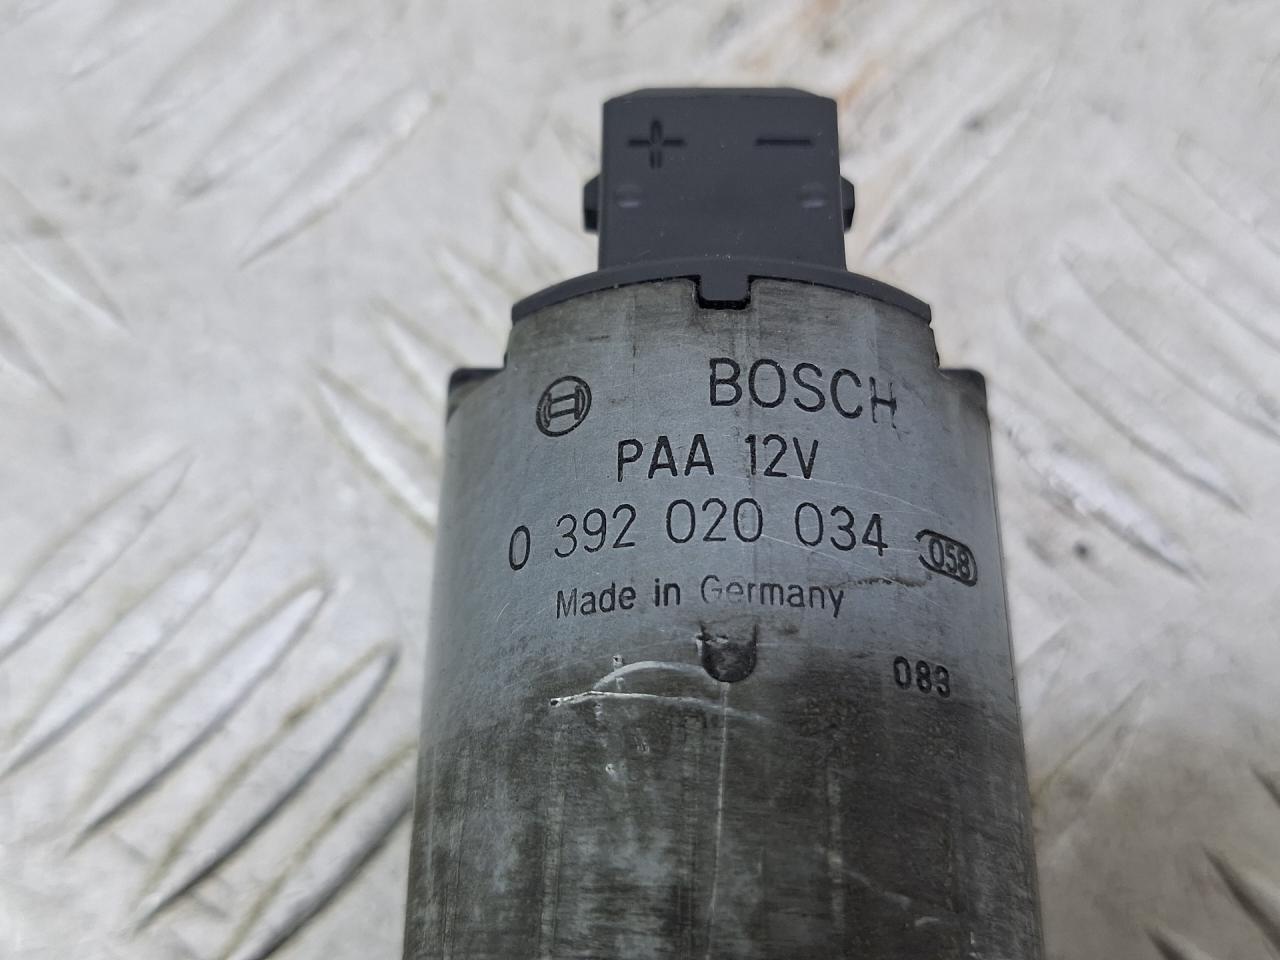 + −
BOSCH
PAA 12V
0 392 020 034 058
Made in Germany
083